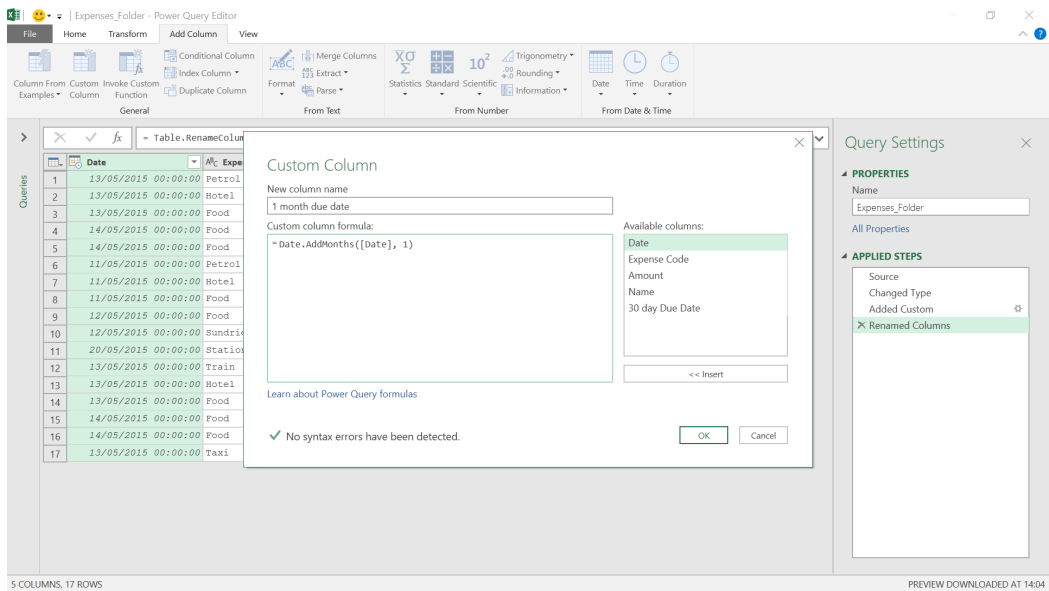 Expenses_Folder - Power Query Editor
File Home Transform Add Column View
Column From Examples
Custom Column
Invoke Custom Function
Conditional Column
Index Column
Duplicate Column
General
ABC
Format
Merge Columns
ABC 123 Extract
abc Parse
From Text
XΣ
Statistics
Standard
10²
Scientific
Trigonometry
.00 Rounding
Information
From Number
Date
Time
Duration
From Date & Time
Queries
fx = Table.RenameColum
Date ABC Expe
1 13/05/2015 00:00:00 Petrol
2 13/05/2015 00:00:00 Hotel
3 13/05/2015 00:00:00 Food
4 14/05/2015 00:00:00 Food
5 14/05/2015 00:00:00 Food
6 11/05/2015 00:00:00 Petrol
7 11/05/2015 00:00:00 Hotel
8 11/05/2015 00:00:00 Food
9 12/05/2015 00:00:00 Food
10 12/05/2015 00:00:00 Sundrie
11 20/05/2015 00:00:00 Station
12 13/05/2015 00:00:00 Train
13 13/05/2015 00:00:00 Hotel
14 13/05/2015 00:00:00 Food
15 14/05/2015 00:00:00 Food
16 14/05/2015 00:00:00 Food
17 13/05/2015 00:00:00 Taxi
Custom Column
New column name
1 month due date
Custom column formula:
= Date.AddMonths([Date], 1)
Available columns:
Date
Expense Code
Amount
Name
30 day Due Date
<< Insert
Learn about Power Query formulas
No syntax errors have been detected.
OK
Cancel
Query Settings
PROPERTIES
Name
Expenses_Folder
All Properties
APPLIED STEPS
Source
Changed Type
Added Custom
Renamed Columns
5 COLUMNS, 17 ROWS
PREVIEW DOWNLOADED AT 14:04